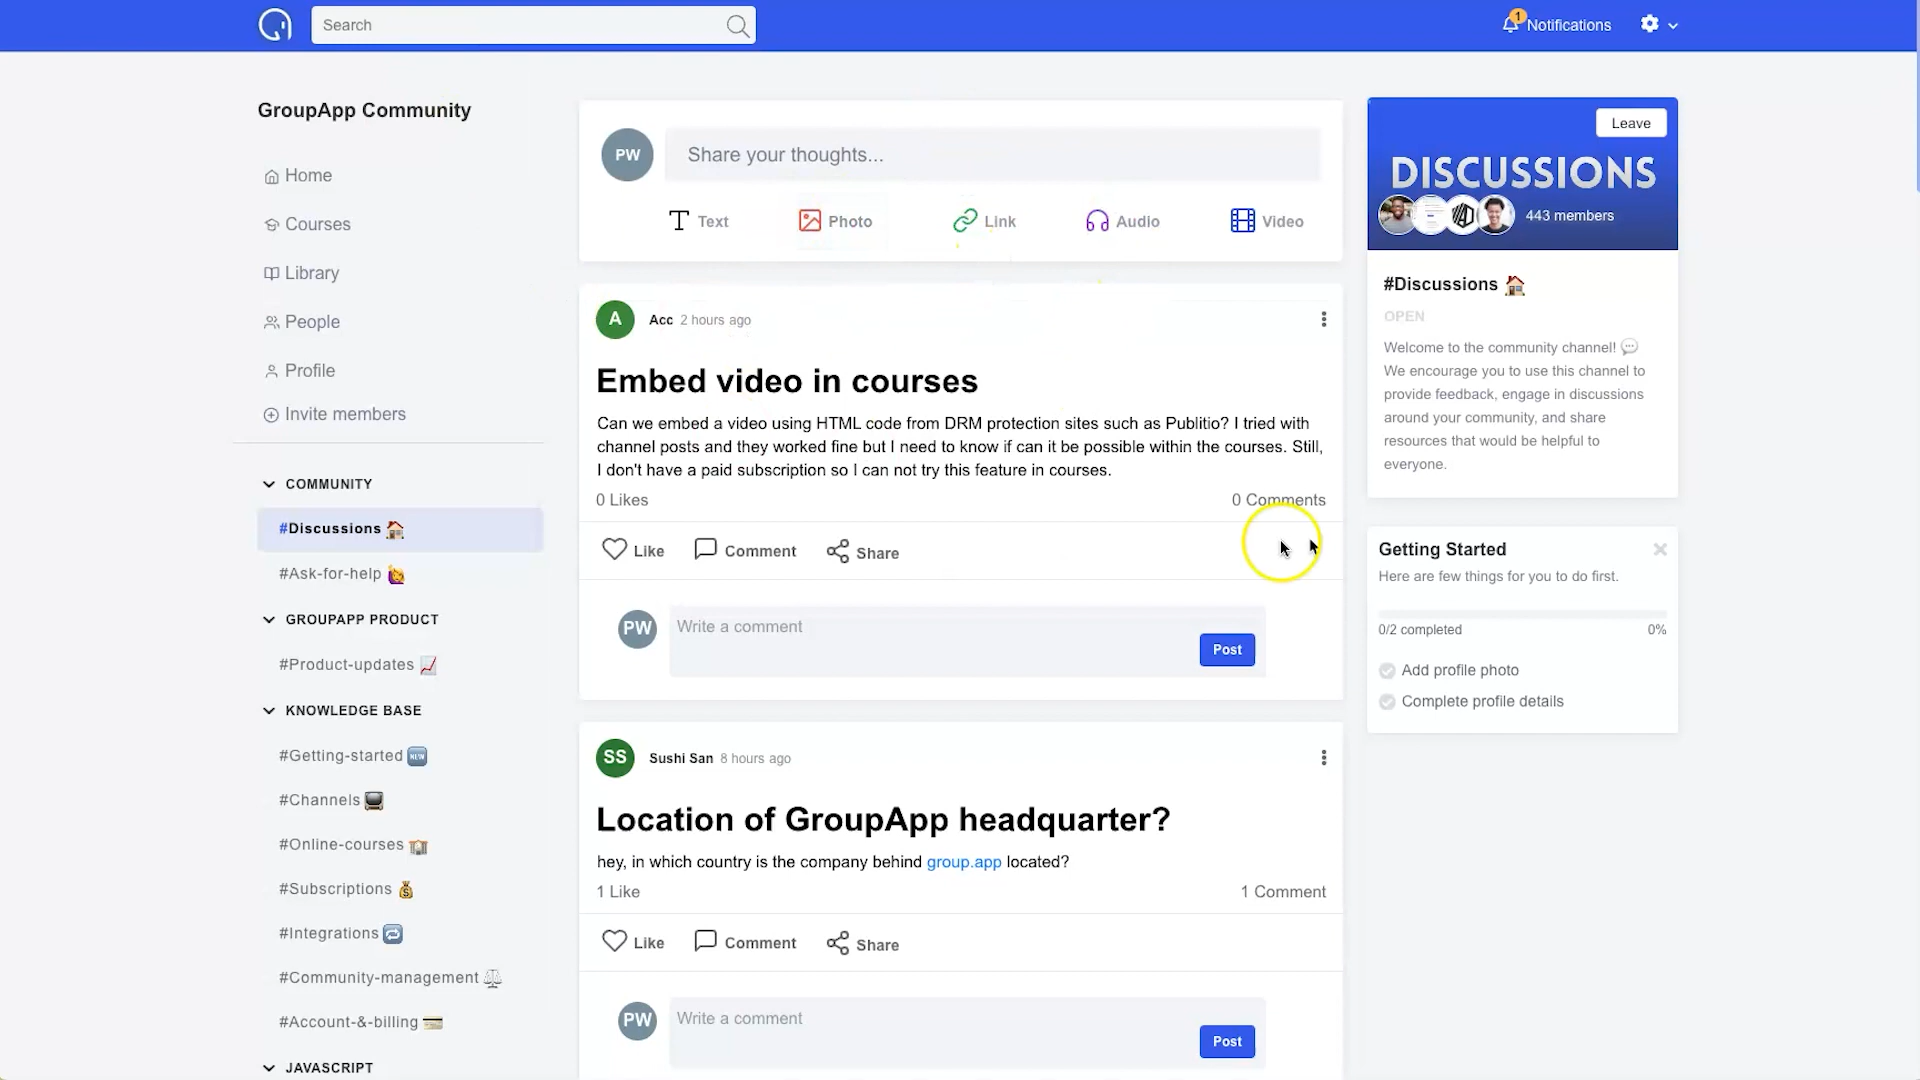 Search
1
Notifications
GroupApp Community
Home
Courses
Library
People
Profile
Invite members
COMMUNITY
#Discussions
#Ask-for-help
GROUPAPP PRODUCT
#Product-updates
KNOWLEDGE BASE
#Getting-started NEW
#Channels
#Online-courses
#Subscriptions
#Integrations
#Community-management
#Account-&-billing
JAVASCRIPT
PW
Share your thoughts...
Text
Photo
Link
Audio
Video
A
Acc 2 hours ago
Embed video in courses
Can we embed a video using HTML code from DRM protection sites such as Publitio? I tried with
channel posts and they worked fine but I need to know if can it be possible within the courses. Still,
I don't have a paid subscription so I can not try this feature in courses.
0 Likes
0 Comments
Like
Comment
Share
PW
Write a comment
Post
SS
Sushi San 8 hours ago
Location of GroupApp headquarter?
hey, in which country is the company behind group.app located?
1 Like
1 Comment
Like
Comment
Share
PW
Write a comment
Post
Leave
DISCUSSIONS
443 members
#Discussions
OPEN
Welcome to the community channel!
We encourage you to use this channel to
provide feedback, engage in discussions
around your community, and share
resources that would be helpful to
everyone.
Getting Started
Here are few things for you to do first.
0/2 completed
0%
Add profile photo
Complete profile details